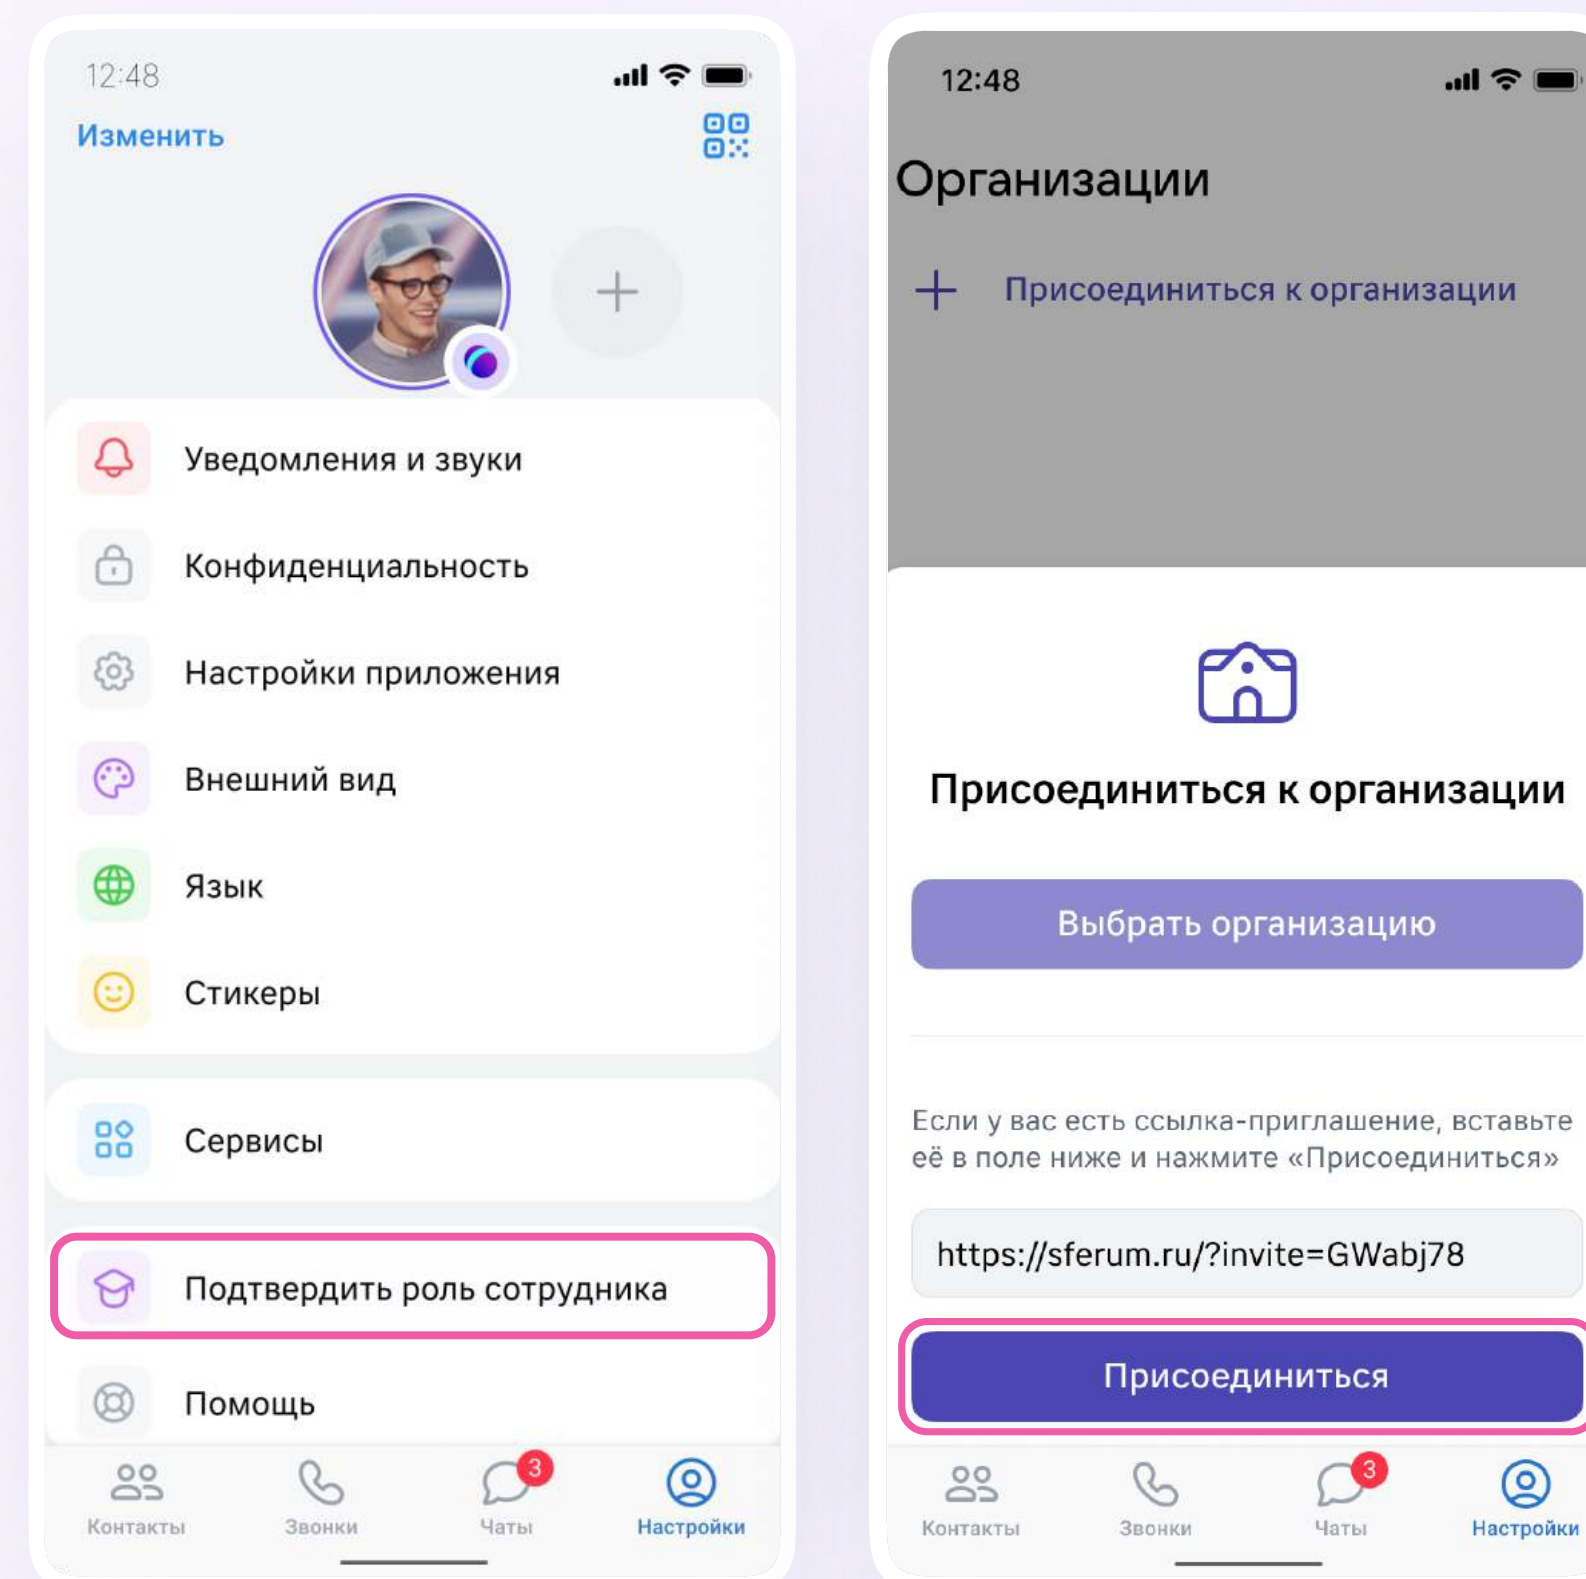 12:48
Изменить
Уведомления и звуки
Конфиденциальность
Настройки приложения
Внешний вид
Язык
Стикеры
Сервисы
Подтвердить роль сотрудника
Помощь
3
Контакты
Звонки
Чаты
Настройки
12:48
Организации
Присоединиться к организации
Присоединиться к организации
Выбрать организацию
Если у вас есть ссылка-приглашение, вставьте
её в поле ниже и нажмите «Присоединиться»
https://sferum.ru/?invite=GWabj78
Присоединиться
3
Контакты
Звонки
Чаты
Настройки